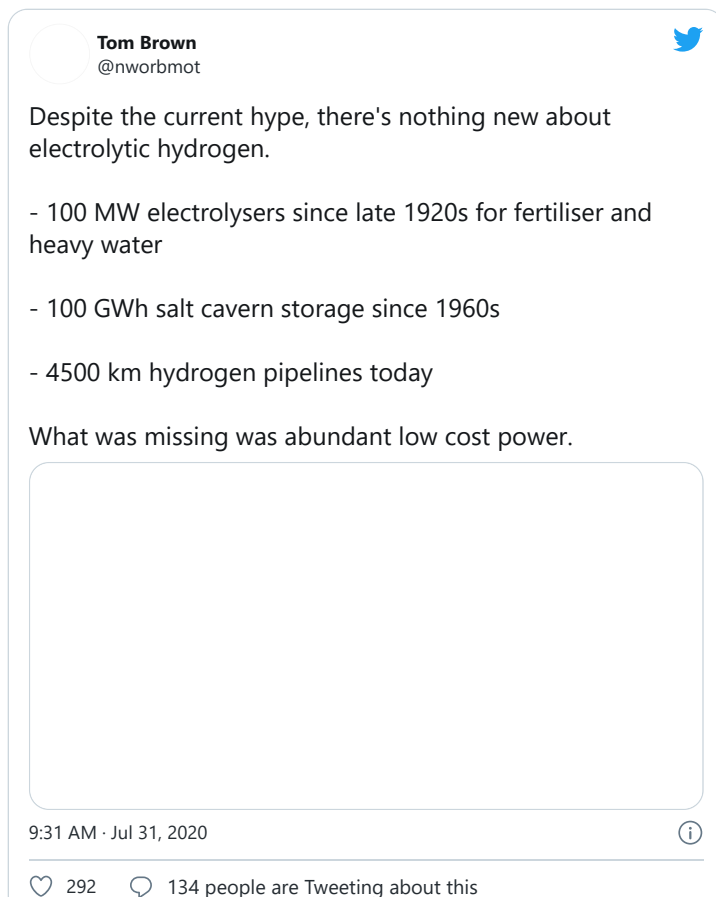 Tom Brown
@nworbmot
Despite the current hype, there's nothing new about
electrolytic hydrogen.
- 100 MW electrolysers since late 1920s for fertiliser and
heavy water
- 100 GWh salt cavern storage since 1960s
- 4500 km hydrogen pipelines today
What was missing was abundant low cost power.
9:31 AM · Jul 31, 2020
292 134 people are Tweeting about this